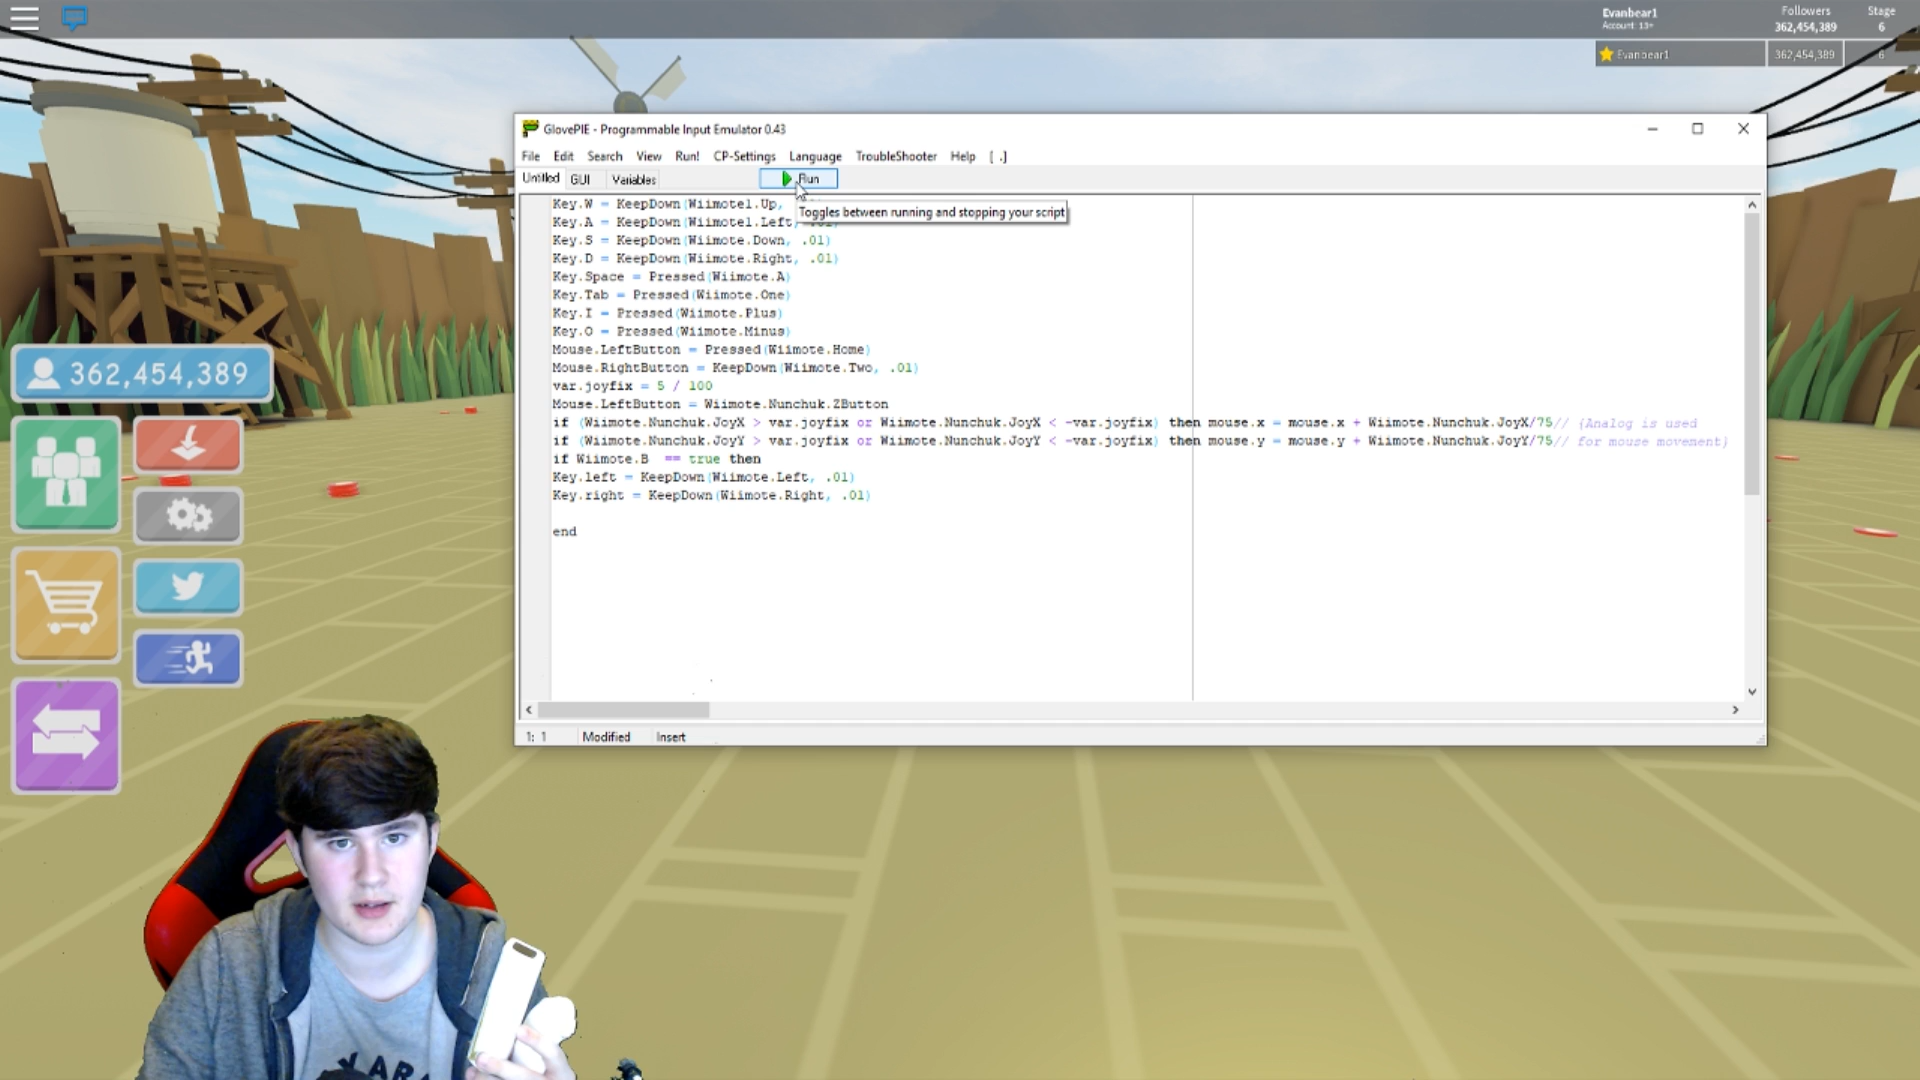 Evanbear1
Account: 13+
Followers
362,454,389
Stage
6
Evanbear1
362,454,389
6
GlovePIE - Programmable Input Emulator 0.43
File Edit Search View Run! CP-Settings Language TroubleShooter Help [ .]
Untitled GUI Variables Run
Toggles between running and stopping your script
Key.W = KeepDown(Wiimote1.Up,
Key.A = KeepDown(Wiimote1.Left,
Key.S = KeepDown(Wiimote.Down, .01)
Key.D = KeepDown(Wiimote.Right, .01)
Key.Space = Pressed(Wiimote.A)
Key.Tab = Pressed(Wiimote.One)
Key.I = Pressed(Wiimote.Plus)
Key.O = Pressed(Wiimote.Minus)
Mouse.LeftButton = Pressed(Wiimote.Home)
Mouse.RightButton = KeepDown(Wiimote.Two, .01)
var.joyfix = 5 / 100
Mouse.LeftButton = Wiimote.Nunchuk.ZButton
if (Wiimote.Nunchuk.JoyX > var.joyfix or Wiimote.Nunchuk.JoyX < -var.joyfix) then mouse.x = mouse.x + Wiimote.Nunchuk.JoyX/75// {Analog is used
if (Wiimote.Nunchuk.JoyY > var.joyfix or Wiimote.Nunchuk.JoyY < -var.joyfix) then mouse.y = mouse.y + Wiimote.Nunchuk.JoyY/75// for mouse movement}
if Wiimote.B == true then
Key.left = KeepDown(Wiimote.Left, .01)
Key.right = KeepDown(Wiimote.Right, .01)
end
1: 1 Modified Insert
362,454,389